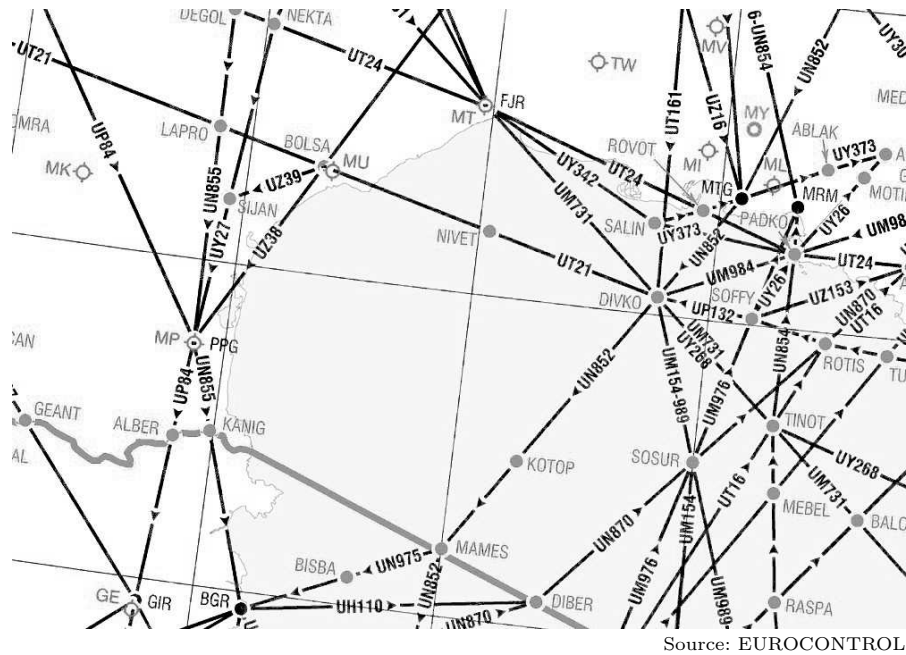 DEGOL
NEKTA
UT21
UT24
FJR
MT
TW
MV
6-UN854
UN852
UY30
UP84
LAPRO
BOLSA
MU
MK
UZ39
SIJAN
UN855
UY27
UZ38
NIVET
UT21
UT161
UZ16
MY
MED
ABLAK
ROVOT
MI
ML
UY373
UT24
UY342
UM731
MTG
MRM
MOTI
PADKO
UY26
SALIN
UY373
UN852
UM98
UM984
UT24
SOFFY
UY26
UZ153
DIVKO
UP132
UN870
UT16
MP
PPG
CAN
UP84
UN855
UN852
UM731
UY268
UM154-989
UM976
UN854
ROTIS
TU
GEANT
ALBER
KANIG
AL
TINOT
KOTOP
SOSUR
UT16
UY268
UM731
MEBEL
BALC
UN870
UM154
MAMES
UN975
BISBA
UN852
UM976
UM989
GE
GIR
BGR
UH110
DIBER
UN870
RASPA
Source: EUROCONTROL